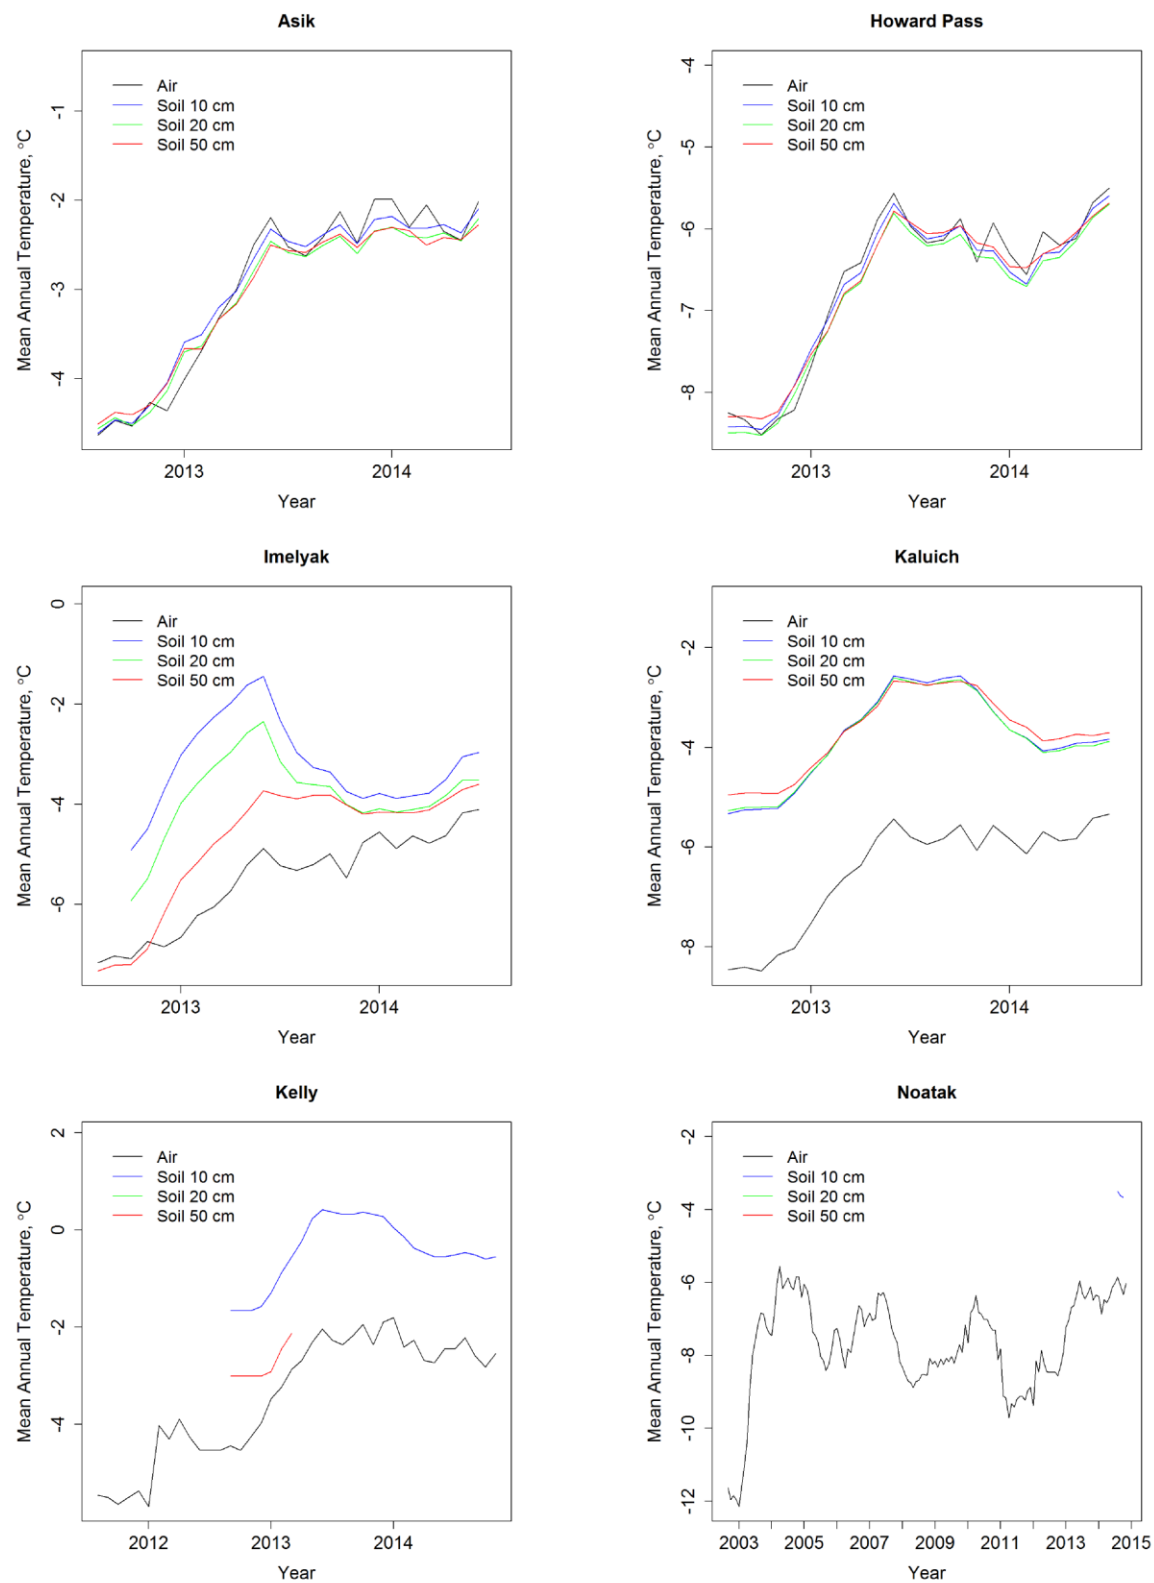 Asik
Mean Annual Temperature, °C
-1
-2
-3
-4
Air
Soil 10 cm
Soil 20 cm
Soil 50 cm
2013 2014
Year
Howard Pass
Mean Annual Temperature, °C
-4
-5
-6
-7
-8
Air
Soil 10 cm
Soil 20 cm
Soil 50 cm
2013 2014
Year
Imelyak
Mean Annual Temperature, °C
0
-2
-4
-6
Air
Soil 10 cm
Soil 20 cm
Soil 50 cm
2013 2014
Year
Kaluich
Mean Annual Temperature, °C
-2
-4
-6
-8
Air
Soil 10 cm
Soil 20 cm
Soil 50 cm
2013 2014
Year
Kelly
Mean Annual Temperature, °C
2
0
-2
-4
Air
Soil 10 cm
Soil 20 cm
Soil 50 cm
2012 2013 2014
Year
Noatak
Mean Annual Temperature, °C
-2
-4
-6
-8
-10
-12
Air
Soil 10 cm
Soil 20 cm
Soil 50 cm
2003 2005 2007 2009 2011 2013 2015
Year